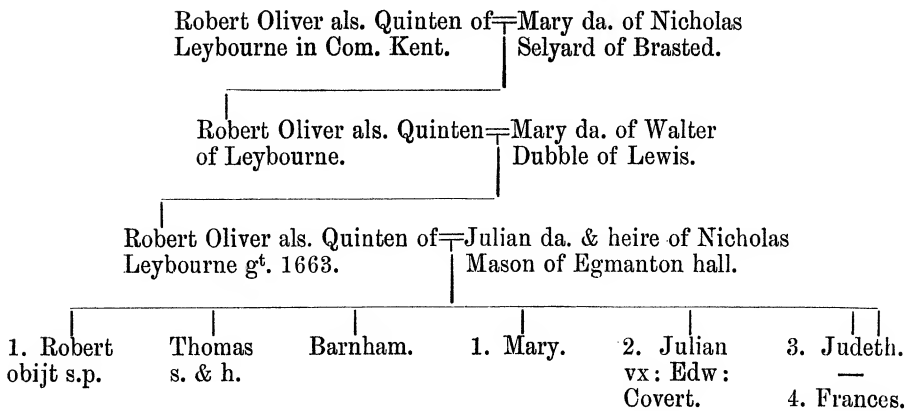 Robert Oliver als. Quinten of=Mary da. of Nicholas
Leybourne in Com. Kent. Selyard of Brasted.
Robert Oliver als. Quinten=Mary da. of Walter
of Leybourne. Dubble of Lewis.
Robert Oliver als. Quinten of=Julian da. & heire of Nicholas
Leybourne gᵗ. 1663. Mason of Egmanton hall.
1. Robert
obijt s.p.
Thomas
s. & h.
Barnham.
1. Mary.
2. Julian
vx: Edw:
Covert.
3. Judeth.
—
4. Frances.